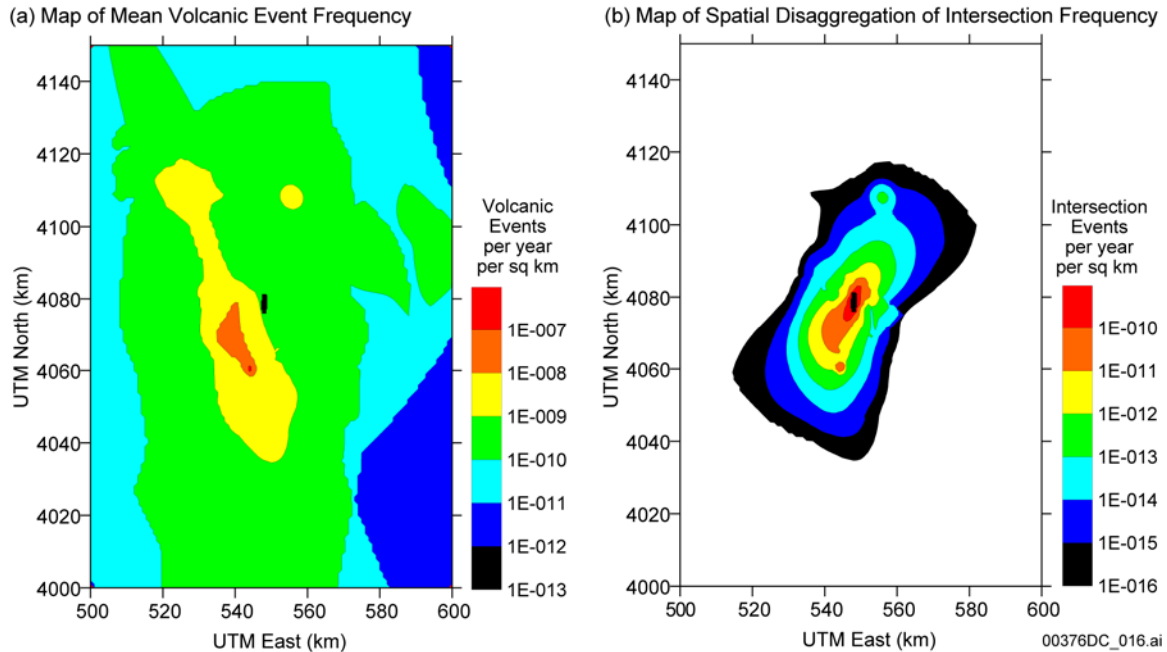 (a) Map of Mean Volcanic Event Frequency
(b) Map of Spatial Disaggregation of Intersection Frequency
4140
4120
4100
4080
4060
4040
4020
4000
UTM North (km)
500
520
540
560
580
600
UTM East (km)
Volcanic
Events
per year
per sq km
1E-007
1E-008
1E-009
1E-010
1E-011
1E-012
1E-013
4140
4120
4100
4080
4060
4040
4020
4000
UTM North (km)
500
520
540
560
580
600
UTM East (km)
Intersection
Events
per year
per sq km
1E-010
1E-011
1E-012
1E-013
1E-014
1E-015
1E-016
00376DC_016.ai